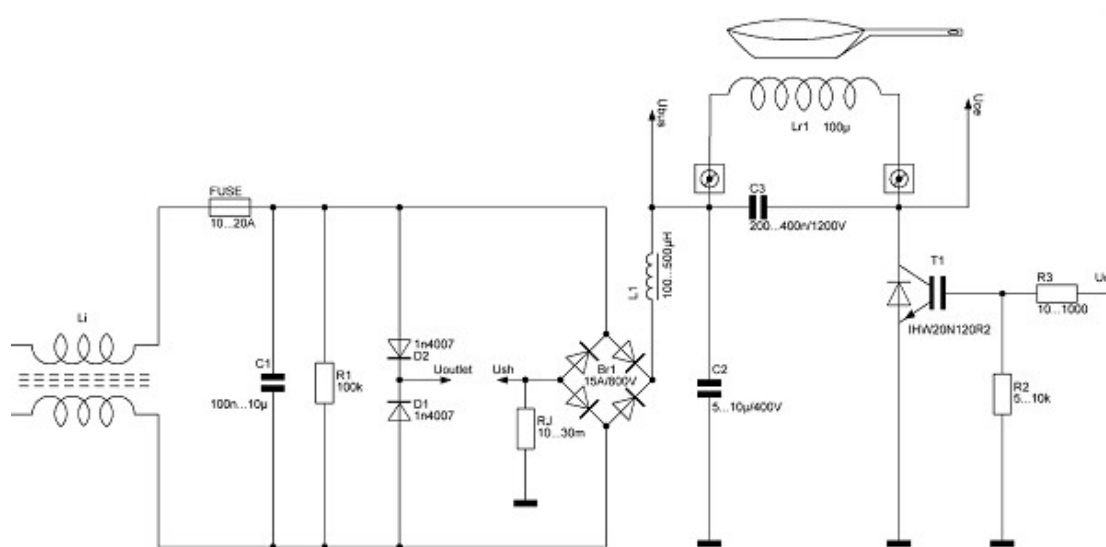 Ubus
Uce
Lr1 100µ
FUSE
10...20A
C3
200...400n/1200V
L1
100...500µH
T1
R3
10...1000
IHW20N120R2
Li
C1
100n...10µ
R1
100k
1n4007
D2
Uoutlet
Ush
D1
1n4007
Br1
15A/800V
RJ
10...30m
C2
5...10µ/400V
R2
5...10k